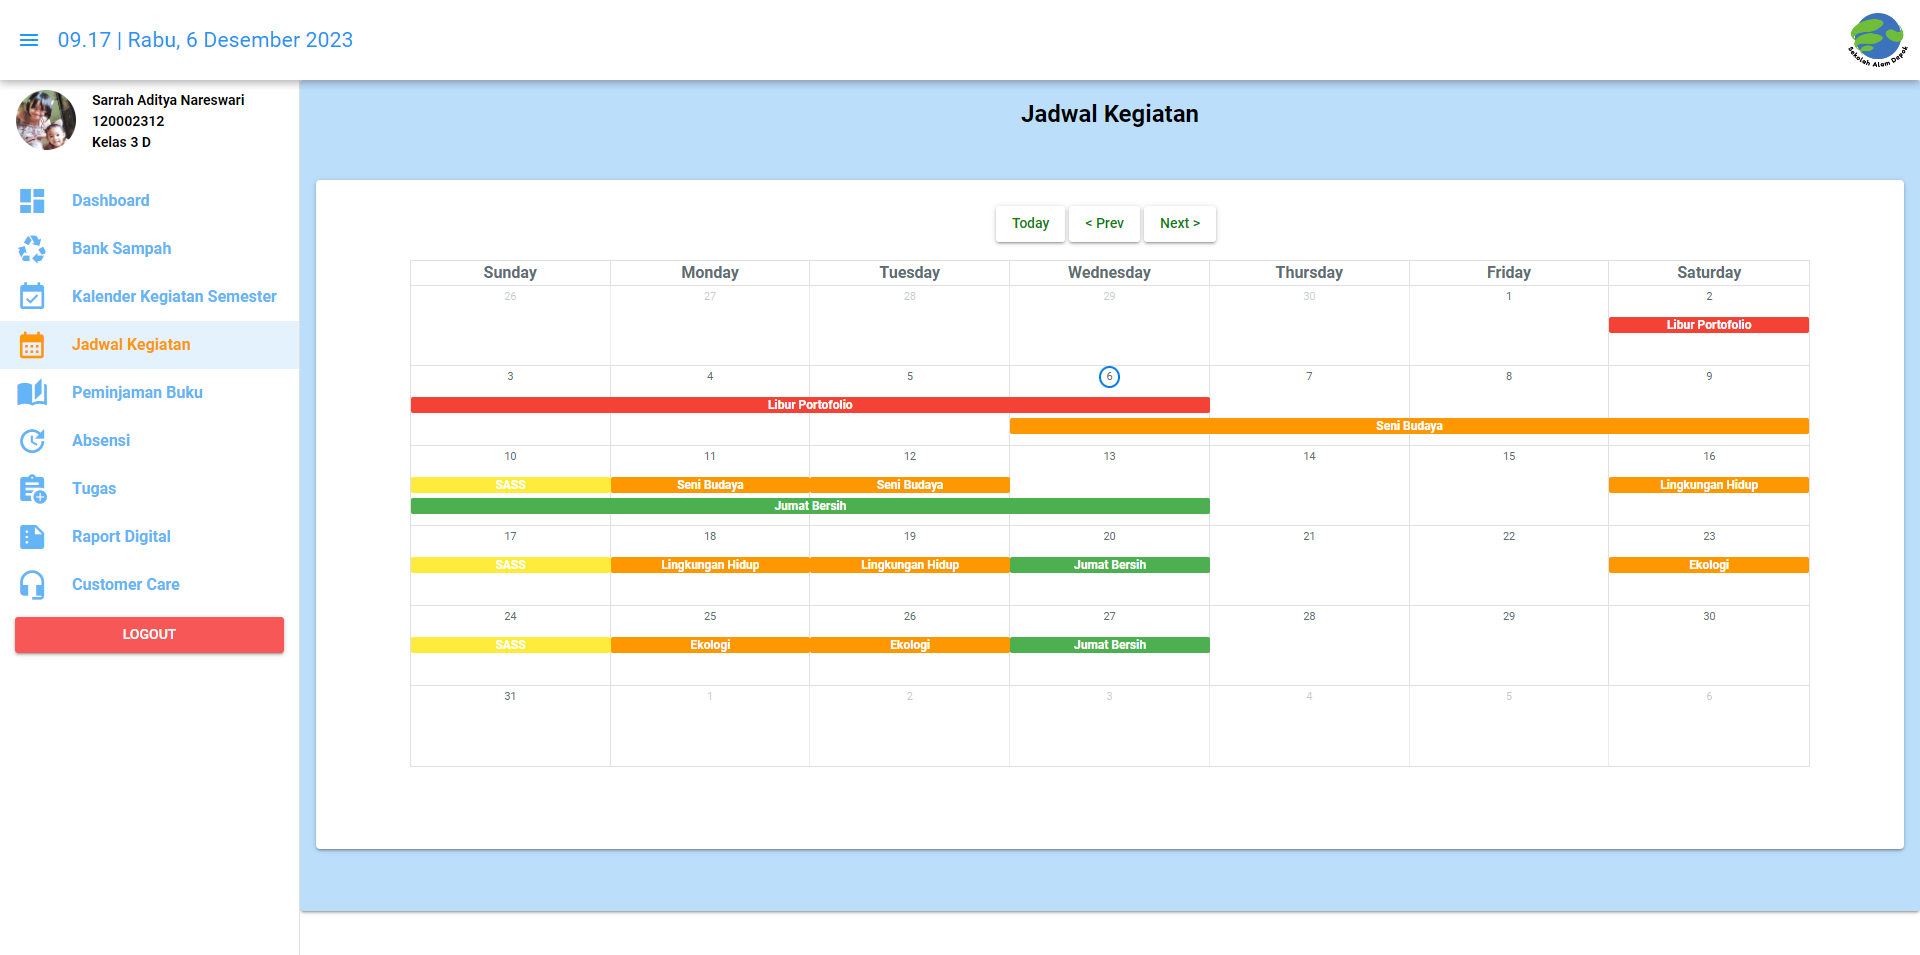 09.17 | Rabu, 6 Desember 2023
Sekolah Alam Depok
Sarrah Aditya Nareswari
120002312
Kelas 3 D
Dashboard
Bank Sampah
Kalender Kegiatan Semester
Jadwal Kegiatan
Peminjaman Buku
Absensi
Tugas
Raport Digital
Customer Care
LOGOUT
Jadwal Kegiatan
Today < Prev Next >
Sunday Monday Tuesday Wednesday Thursday Friday Saturday
26 27 28 29 30 1 2
Libur Portofolio
3 4 5 6 7 8 9
Libur Portofolio
Seni Budaya
10 11 12 13 14 15 16
SASS Seni Budaya Seni Budaya Lingkungan Hidup
Jumat Bersih
17 18 19 20 21 22 23
SASS Lingkungan Hidup Lingkungan Hidup Jumat Bersih Ekologi
24 25 26 27 28 29 30
SASS Ekologi Ekologi Jumat Bersih
31 1 2 3 4 5 6